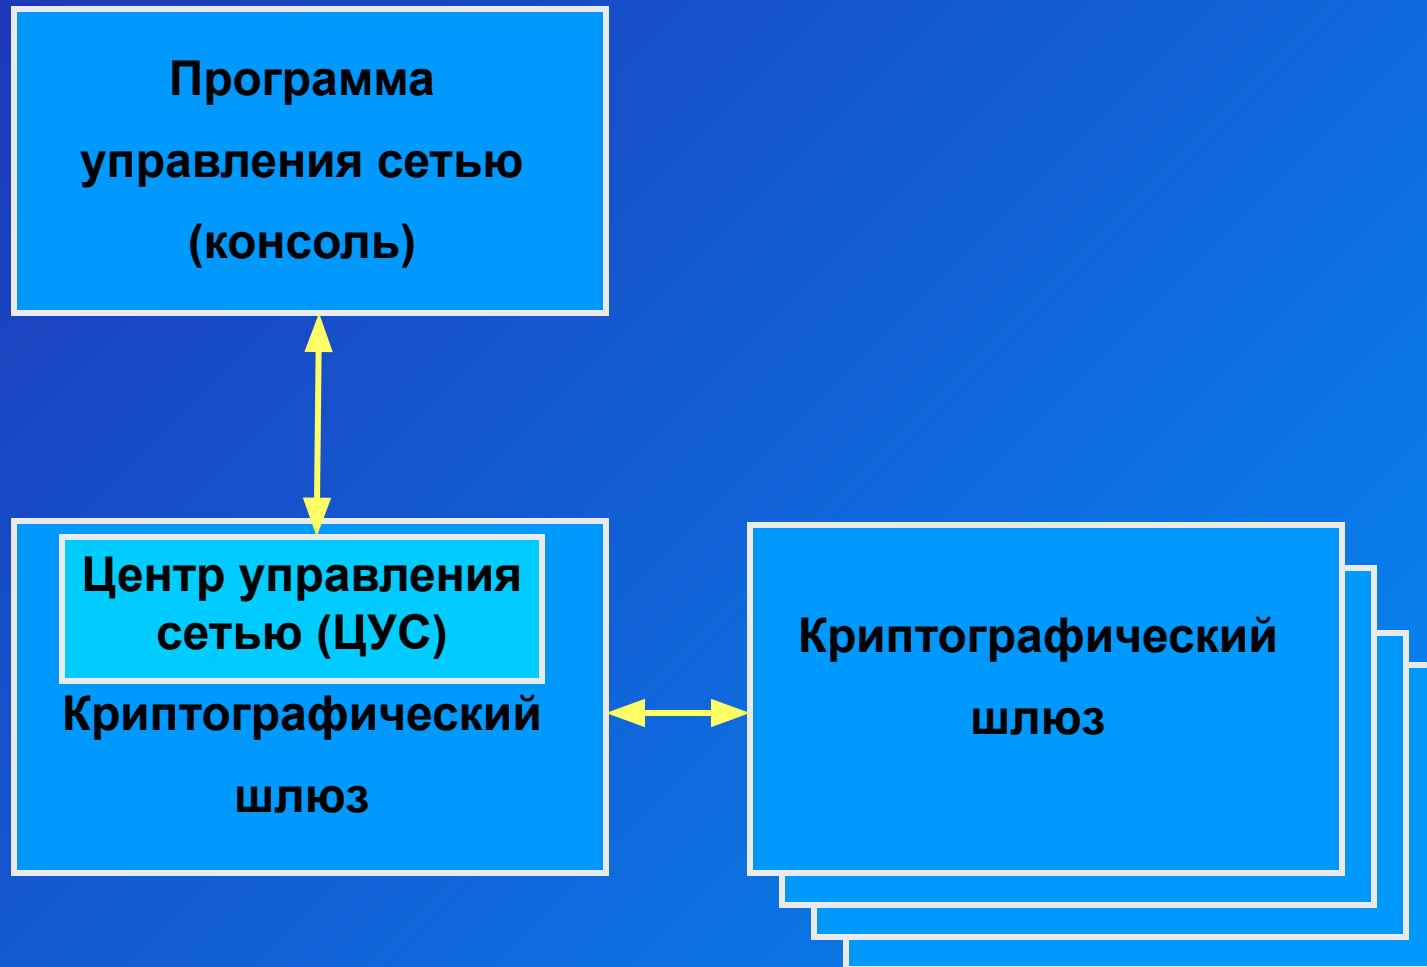 Программа
управления сетью
(консоль)
Центр управления
сетью (ЦУС)
Криптографический
шлюз
Криптографический
шлюз